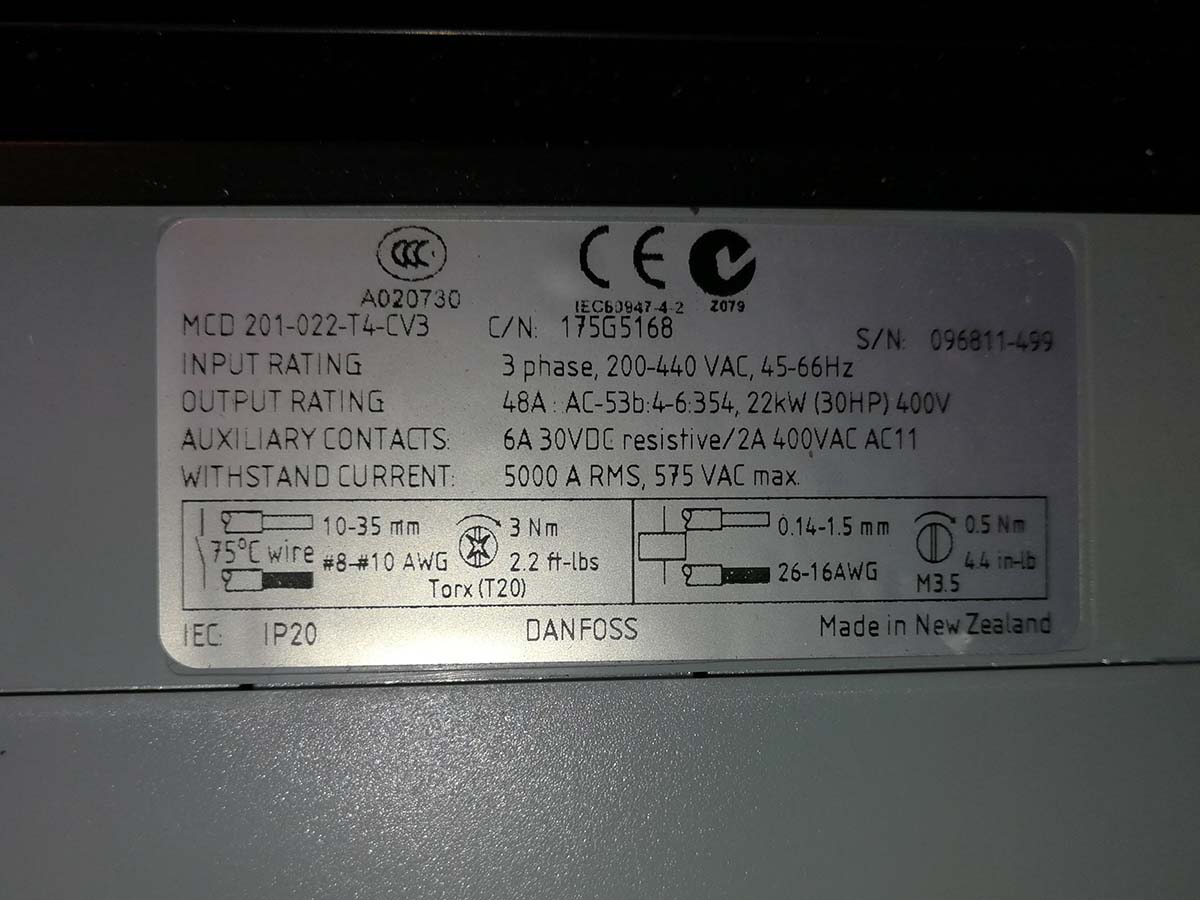 CCC
CE
A020730
IEC60947-4-2
Z079
MCD 201-022-T4-CV3 C/N: 175G5168 S/N: 096811-499
INPUT RATING 3 phase, 200-440 VAC, 45-66Hz
OUTPUT RATING 48A : AC-53b:4-6:354, 22kW (30HP) 400V
AUXILIARY CONTACTS: 6A 30VDC resistive/2A 400VAC AC11
WITHSTAND CURRENT: 5000 A RMS, 575 VAC max.
10-35 mm 3 Nm 0.14-1.5 mm 0.5 Nm
75°C wire #8-#10 AWG 2.2 ft-lbs 26-16AWG 4.4 in-lb
Torx (T20) M3.5
IEC: IP20 DANFOSS Made in New Zealand